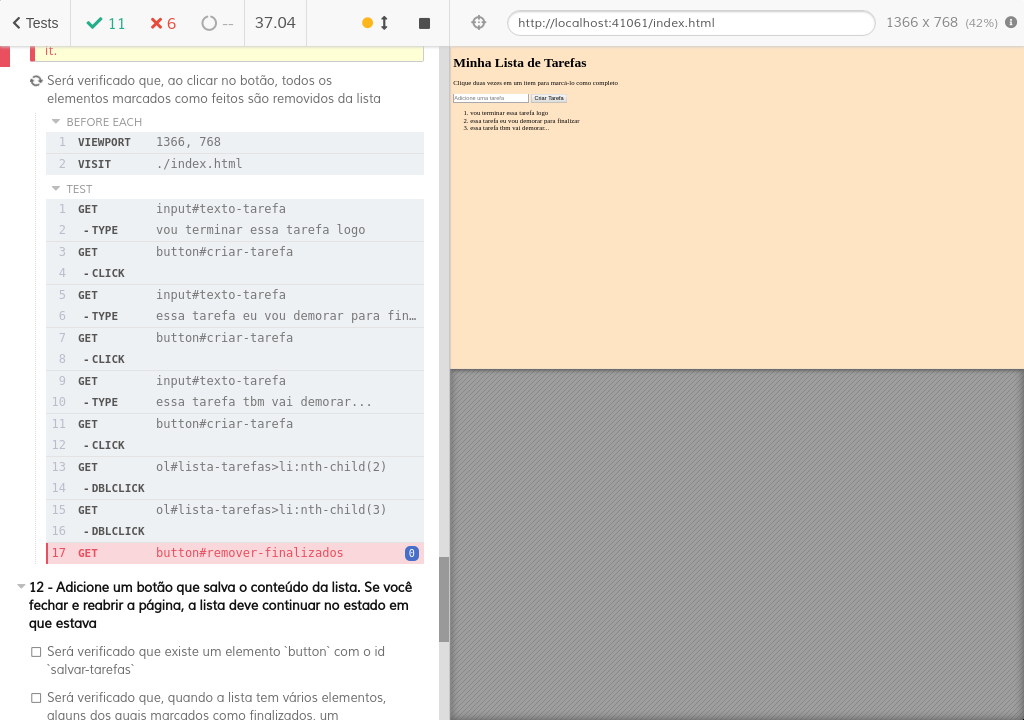 Tests
11
6
--
37.04
http://localhost:41061/index.html
1366 x 768 (42%)
it.
Será verificado que, ao clicar no botão, todos os
elementos marcados como feitos são removidos da lista
BEFORE EACH
1 VIEWPORT 1366, 768
2 VISIT ./index.html
TEST
1 GET input#texto-tarefa
2 -TYPE vou terminar essa tarefa logo
3 GET button#criar-tarefa
4 -CLICK
5 GET input#texto-tarefa
6 -TYPE essa tarefa eu vou demorar para fin…
7 GET button#criar-tarefa
8 -CLICK
9 GET input#texto-tarefa
10 -TYPE essa tarefa tbm vai demorar...
11 GET button#criar-tarefa
12 -CLICK
13 GET ol#lista-tarefas>li:nth-child(2)
14 -DBLCLICK
15 GET ol#lista-tarefas>li:nth-child(3)
16 -DBLCLICK
17 GET button#remover-finalizados 0
12 - Adicione um botão que salva o conteúdo da lista. Se você
fechar e reabrir a página, a lista deve continuar no estado em
que estava
Será verificado que existe um elemento `button` com o id
`salvar-tarefas`
Será verificado que, quando a lista tem vários elementos,
alguns dos quais marcados como finalizados, um
Minha Lista de Tarefas
Clique duas vezes em um item para marcá-lo como completo
Adicione uma tarefa Criar Tarefa
1. vou terminar essa tarefa logo
2. essa tarefa eu vou demorar para finalizar
3. essa tarefa tbm vai demorar...